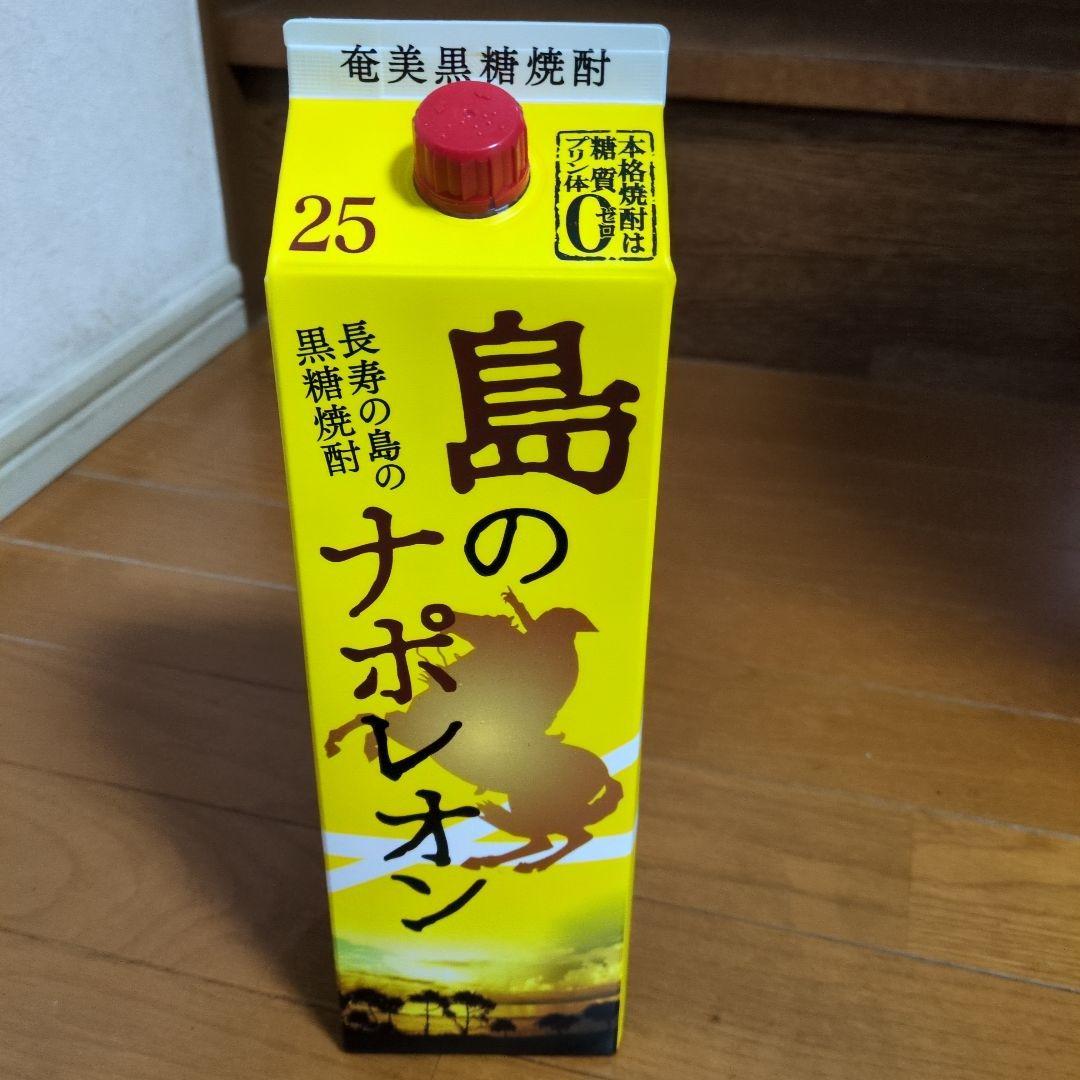 奄美黒糖焼酎
25
本格焼酎は
糖質
プリン体
0
ゼロ
島の
ナポレオン
長寿の島の
黒糖焼酎